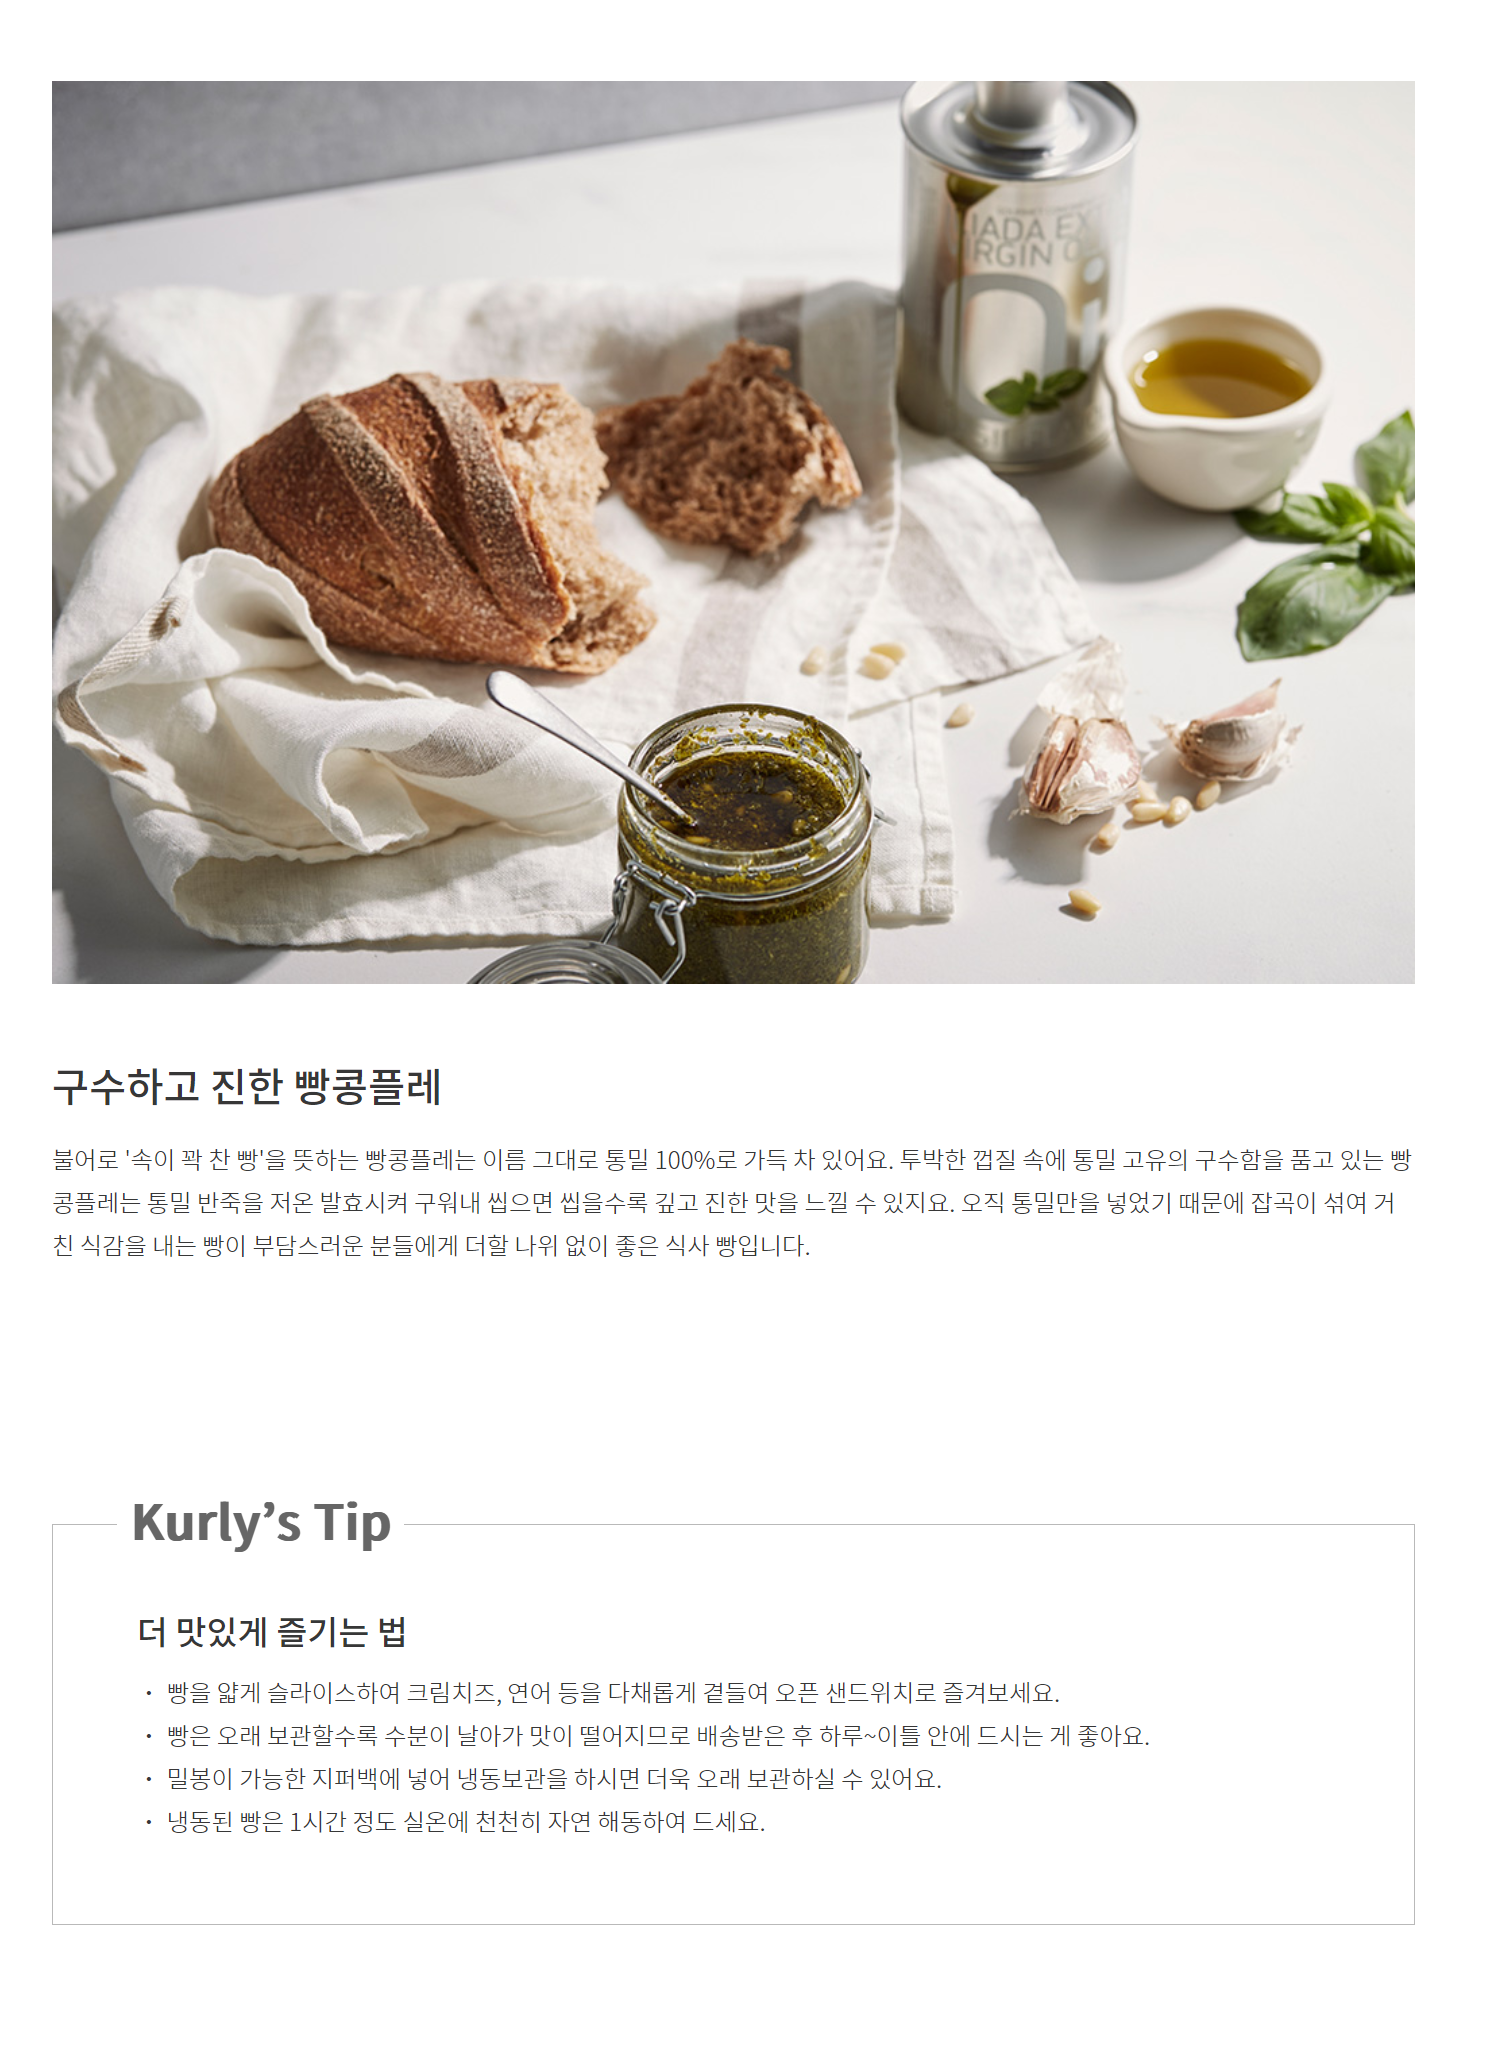 IADA EX
RGIN O
ni
구수하고 진한 빵콩플레
불어로 '속이 꽉 찬 빵'을 뜻하는 빵콩플레는 이름 그대로 통밀 100%로 가득 차 있어요. 투박한 껍질 속에 통밀 고유의 구수함을 품고 있는 빵
콩플레는 통밀 반죽을 저온 발효시켜 구워내 씹으면 씹을수록 깊고 진한 맛을 느낄 수 있지요. 오직 통밀만을 넣었기 때문에 잡곡이 섞여 거
친 식감을 내는 빵이 부담스러운 분들에게 더할 나위 없이 좋은 식사 빵입니다.
Kurly’s Tip
더 맛있게 즐기는 법
· 빵을 얇게 슬라이스하여 크림치즈, 연어 등을 다채롭게 곁들여 오픈 샌드위치로 즐겨보세요.
· 빵은 오래 보관할수록 수분이 날아가 맛이 떨어지므로 배송받은 후 하루~이틀 안에 드시는 게 좋아요.
· 밀봉이 가능한 지퍼백에 넣어 냉동보관을 하시면 더욱 오래 보관하실 수 있어요.
· 냉동된 빵은 1시간 정도 실온에 천천히 자연 해동하여 드세요.